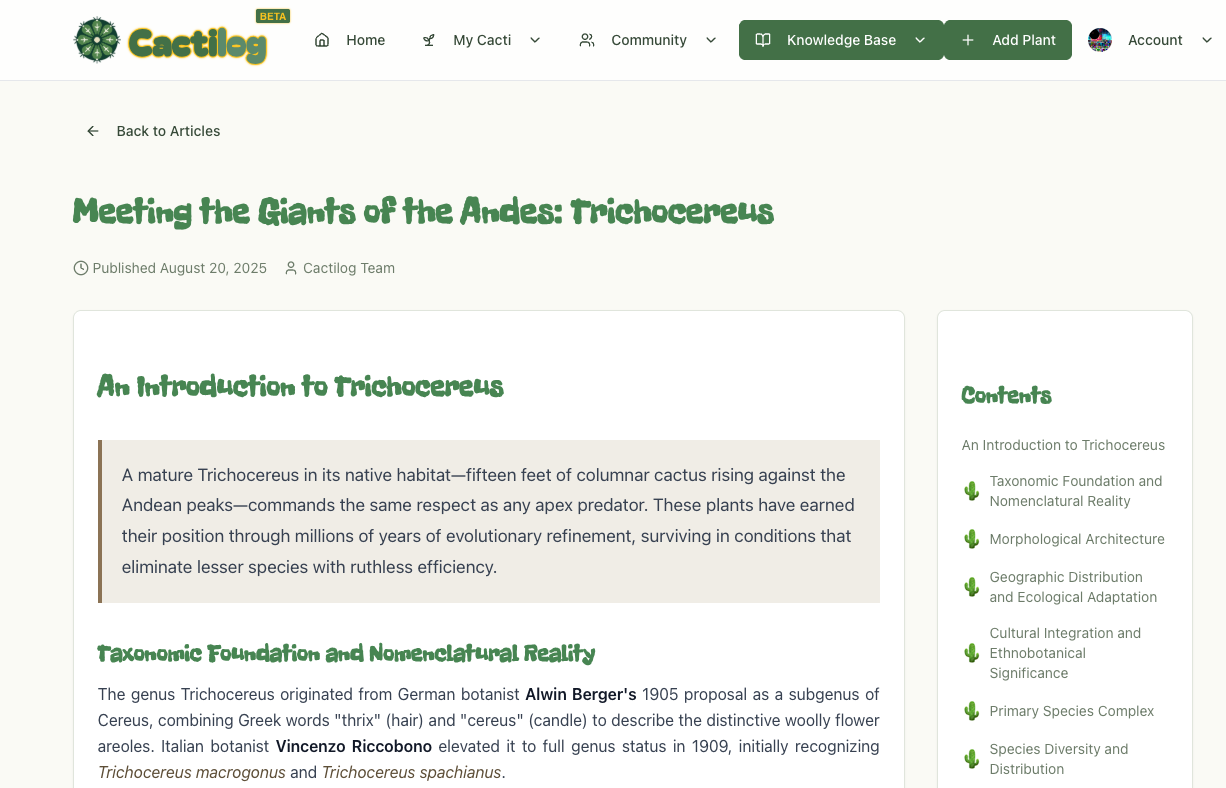 BETA
Cactilog
Home
My Cacti
Community
Knowledge Base
Add Plant
Account
Back to Articles
Meeting the Giants of the Andes: Trichocereus
Published August 20, 2025
Cactilog Team
An Introduction to Trichocereus
A mature Trichocereus in its native habitat—fifteen feet of columnar cactus rising against the
Andean peaks—commands the same respect as any apex predator. These plants have earned
their position through millions of years of evolutionary refinement, surviving in conditions that
eliminate lesser species with ruthless efficiency.
Taxonomic Foundation and Nomenclatural Reality
The genus Trichocereus originated from German botanist Alwin Berger's 1905 proposal as a subgenus of
Cereus, combining Greek words "thrix" (hair) and "cereus" (candle) to describe the distinctive woolly flower
areoles. Italian botanist Vincenzo Riccobono elevated it to full genus status in 1909, initially recognizing
Trichocereus macrogonus and Trichocereus spachianus.
Contents
An Introduction to Trichocereus
Taxonomic Foundation and
Nomenclatural Reality
Morphological Architecture
Geographic Distribution
and Ecological Adaptation
Cultural Integration and
Ethnobotanical
Significance
Primary Species Complex
Species Diversity and
Distribution